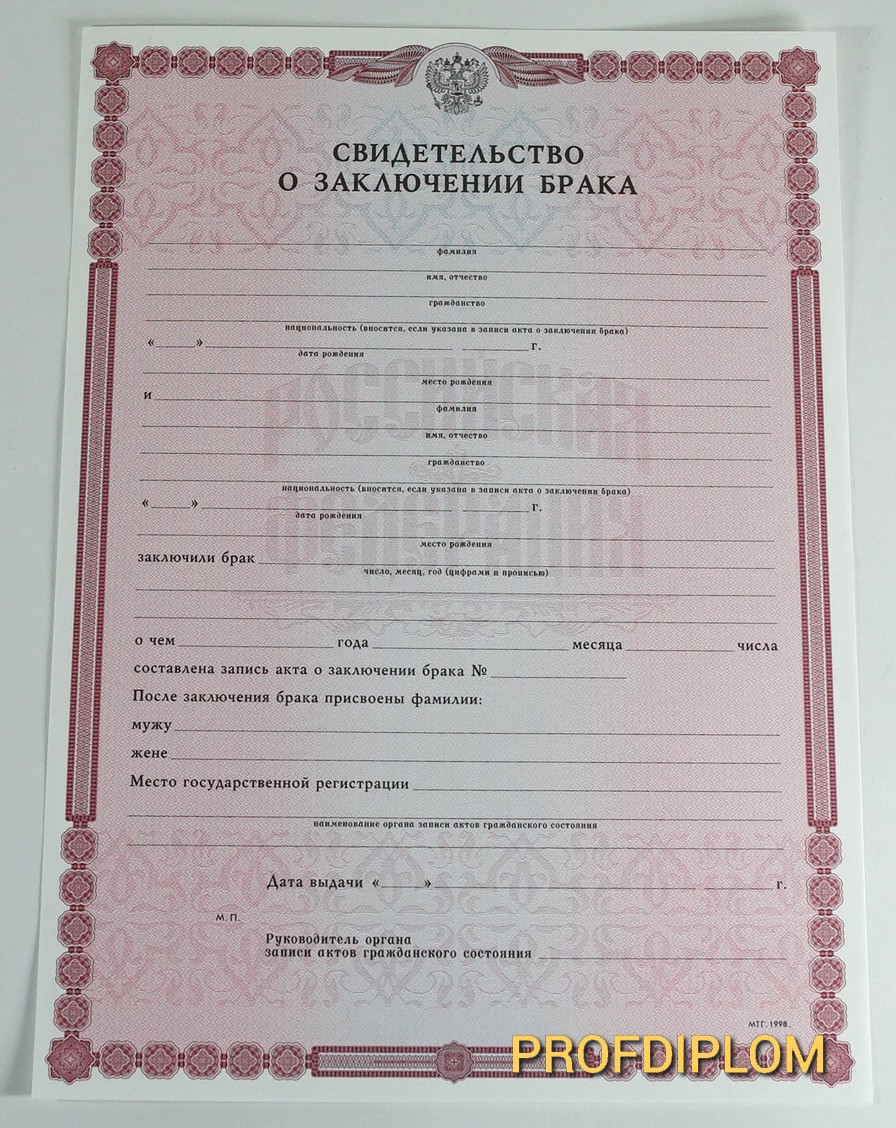 СВИДЕТЕЛЬСТВО
О ЗАКЛЮЧЕНИИ БРАКА
фамилия
имя, отчество
гражданство
национальность (вносится, если указана в записи акта о заключении брака)
« » г.
дата рождения
место рождения
и
фамилия
имя, отчество
гражданство
национальность (вносится, если указана в записи акта о заключении брака)
« » г.
дата рождения
РОССИЙСКАЯ
ФЕДЕРАЦИЯ
место рождения
заключили брак
число, месяц, год (цифрами и прописью)
о чем года месяца числа
составлена запись акта о заключении брака №
После заключения брака присвоены фамилии:
мужу
жене
Место государственной регистрации
наименование органа записи актов гражданского состояния
Дата выдачи « » г.
М.П.
Руководитель органа
записи актов гражданского состояния
МТГ. 1998.
PROFDIPLOM